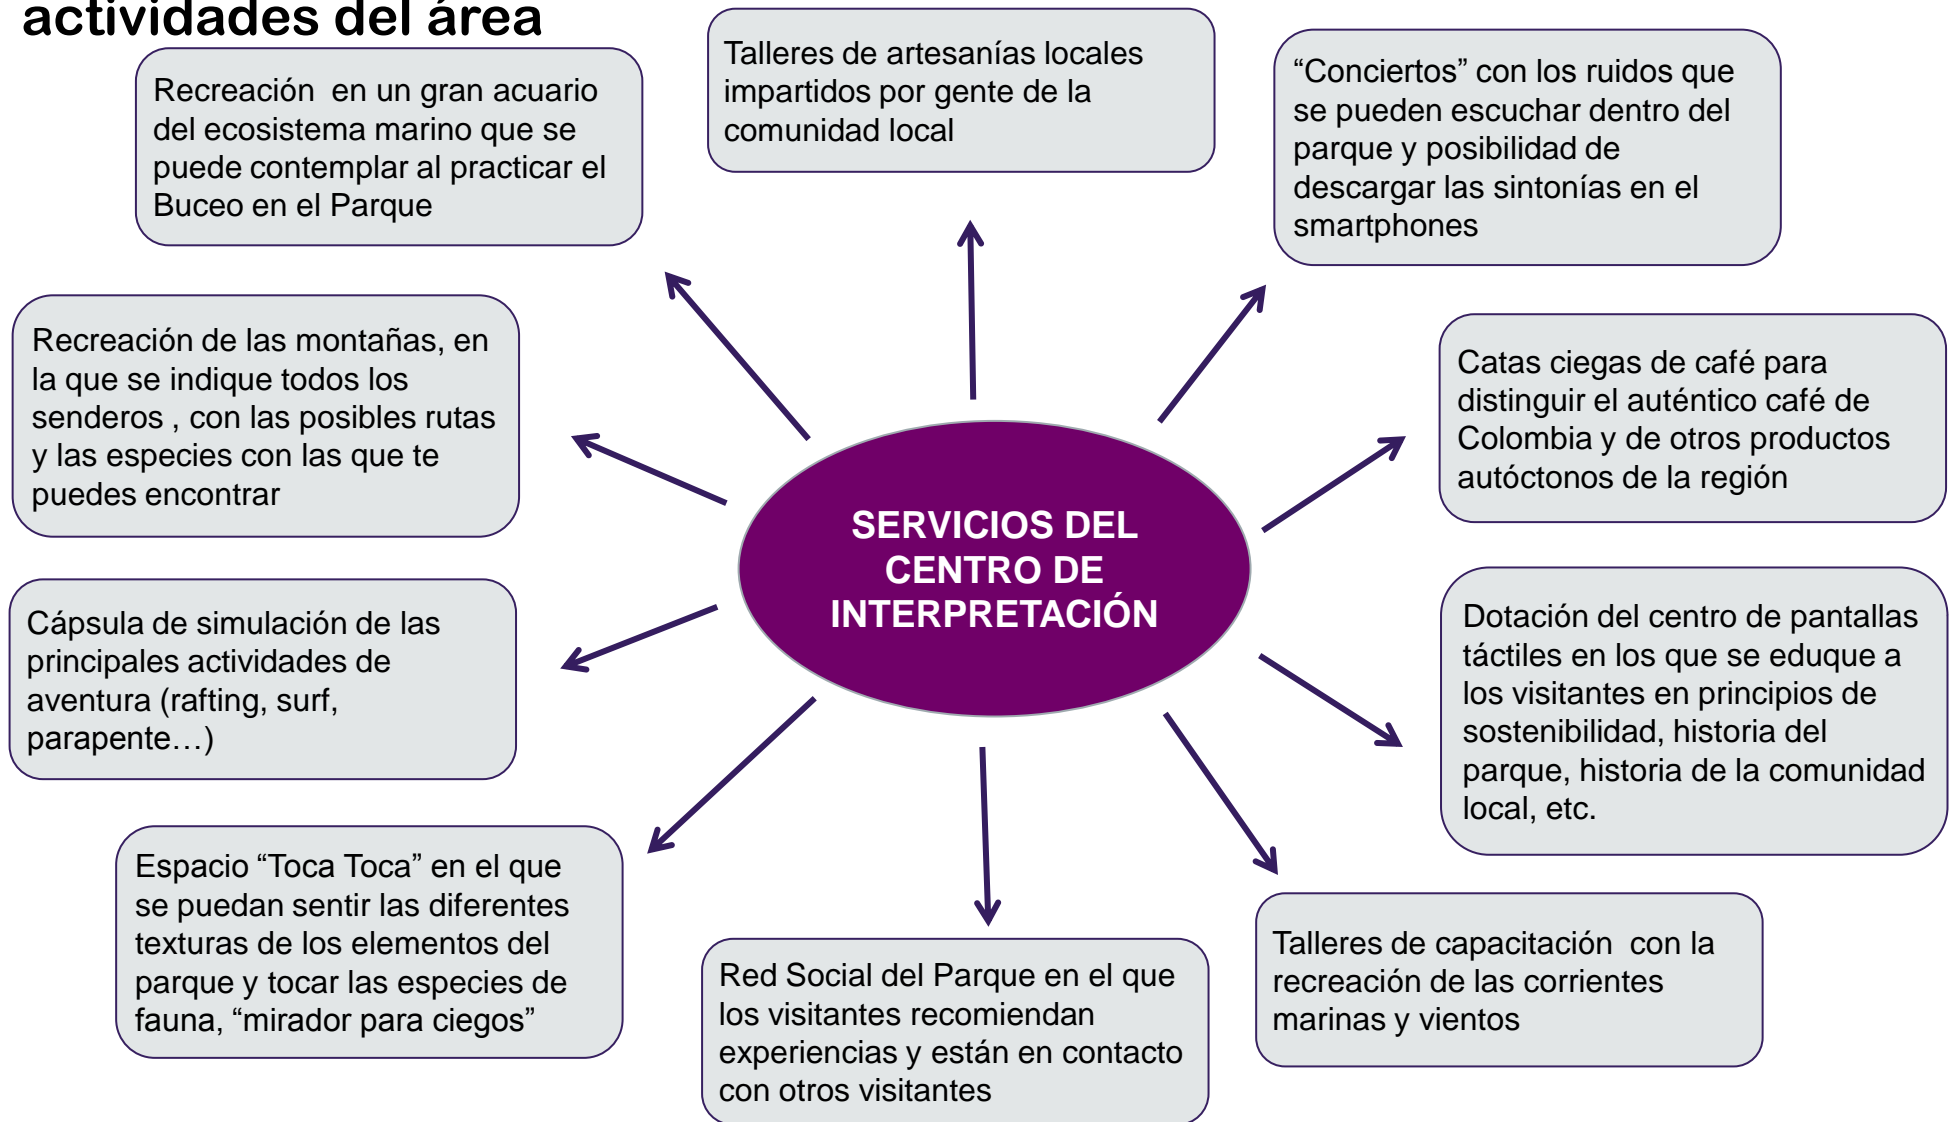 actividades del área
Recreación  en un gran acuario
del ecosistema marino que se
puede contemplar al practicar el
Buceo en el Parque
Talleres de artesanías locales
impartidos por gente de la
comunidad local
“Conciertos” con los ruidos que
se pueden escuchar dentro del
parque y posibilidad de
descargar las sintonías en el
smartphones
Recreación de las montañas, en
la que se indique todos los
senderos , con las posibles rutas
y las especies con las que te
puedes encontrar
Catas ciegas de café para
distinguir el auténtico café de
Colombia y de otros productos
autóctonos de la región
SERVICIOS DEL
CENTRO DE
INTERPRETACIÓN
Cápsula de simulación de las
principales actividades de
aventura (rafting, surf,
parapente…)
Dotación del centro de pantallas
táctiles en los que se eduque a
los visitantes en principios de
sostenibilidad, historia del
parque, historia de la comunidad
local, etc.
Espacio “Toca Toca” en el que
se puedan sentir las diferentes
texturas de los elementos del
parque y tocar las especies de
fauna, “mirador para ciegos”
Red Social del Parque en el que
los visitantes recomiendan
experiencias y están en contacto
con otros visitantes
Talleres de capacitación  con la
recreación de las corrientes
marinas y vientos